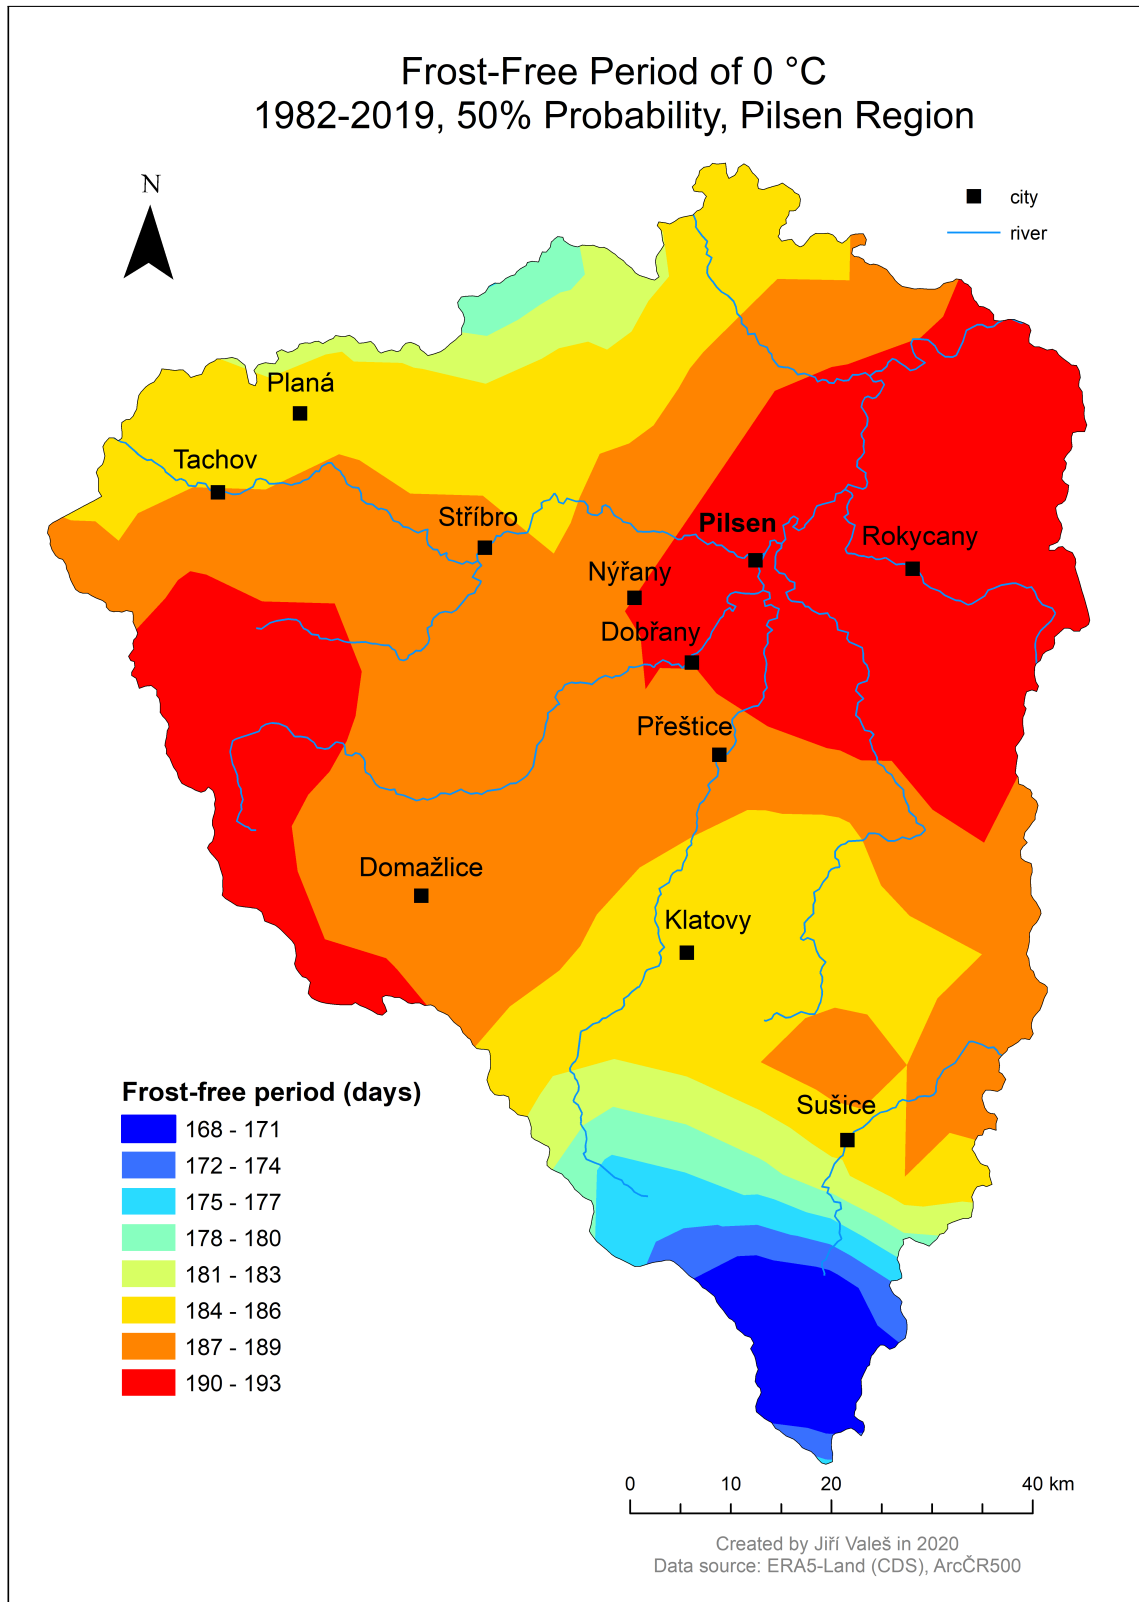 Frost-Free Period of 0 °C
1982-2019, 50% Probability, Pilsen Region
N
city
river
Planá
Tachov
Stříbro
Pilsen
Rokycany
Nýřany
Dobřany
Přeštice
Domažlice
Klatovy
Sušice
Frost-free period (days)
168 - 171
172 - 174
175 - 177
178 - 180
181 - 183
184 - 186
187 - 189
190 - 193
0 10 20 40 km
Created by Jiří Valeš in 2020
Data source: ERA5-Land (CDS), ArcČR500